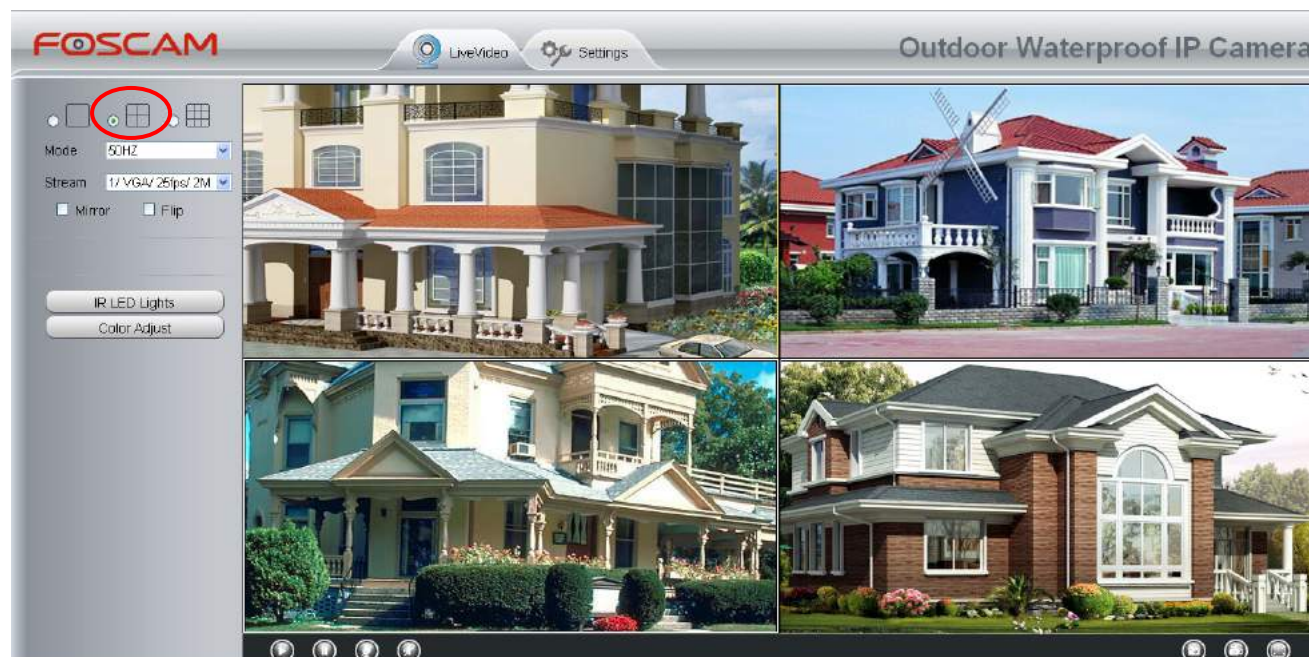 FOSCAM
LiveVideo
Settings
Outdoor Waterproof IP Camera
Mode 50HZ
Stream 1/ VGA/ 25fps/ 2M
Mirror Flip
IR LED Lights
Color Adjust